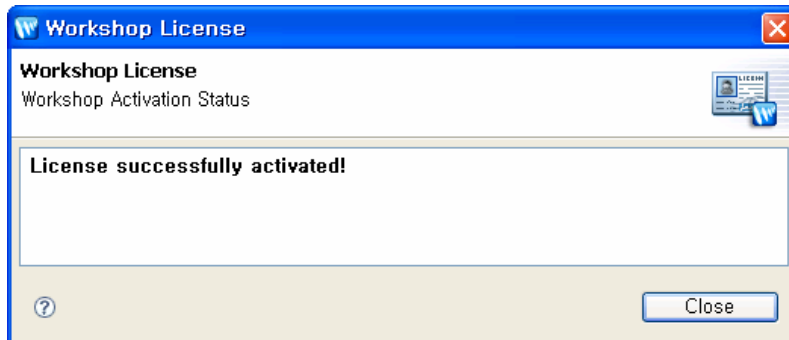 Workshop License
Workshop License
Workshop Activation Status
License successfully activated!
Close